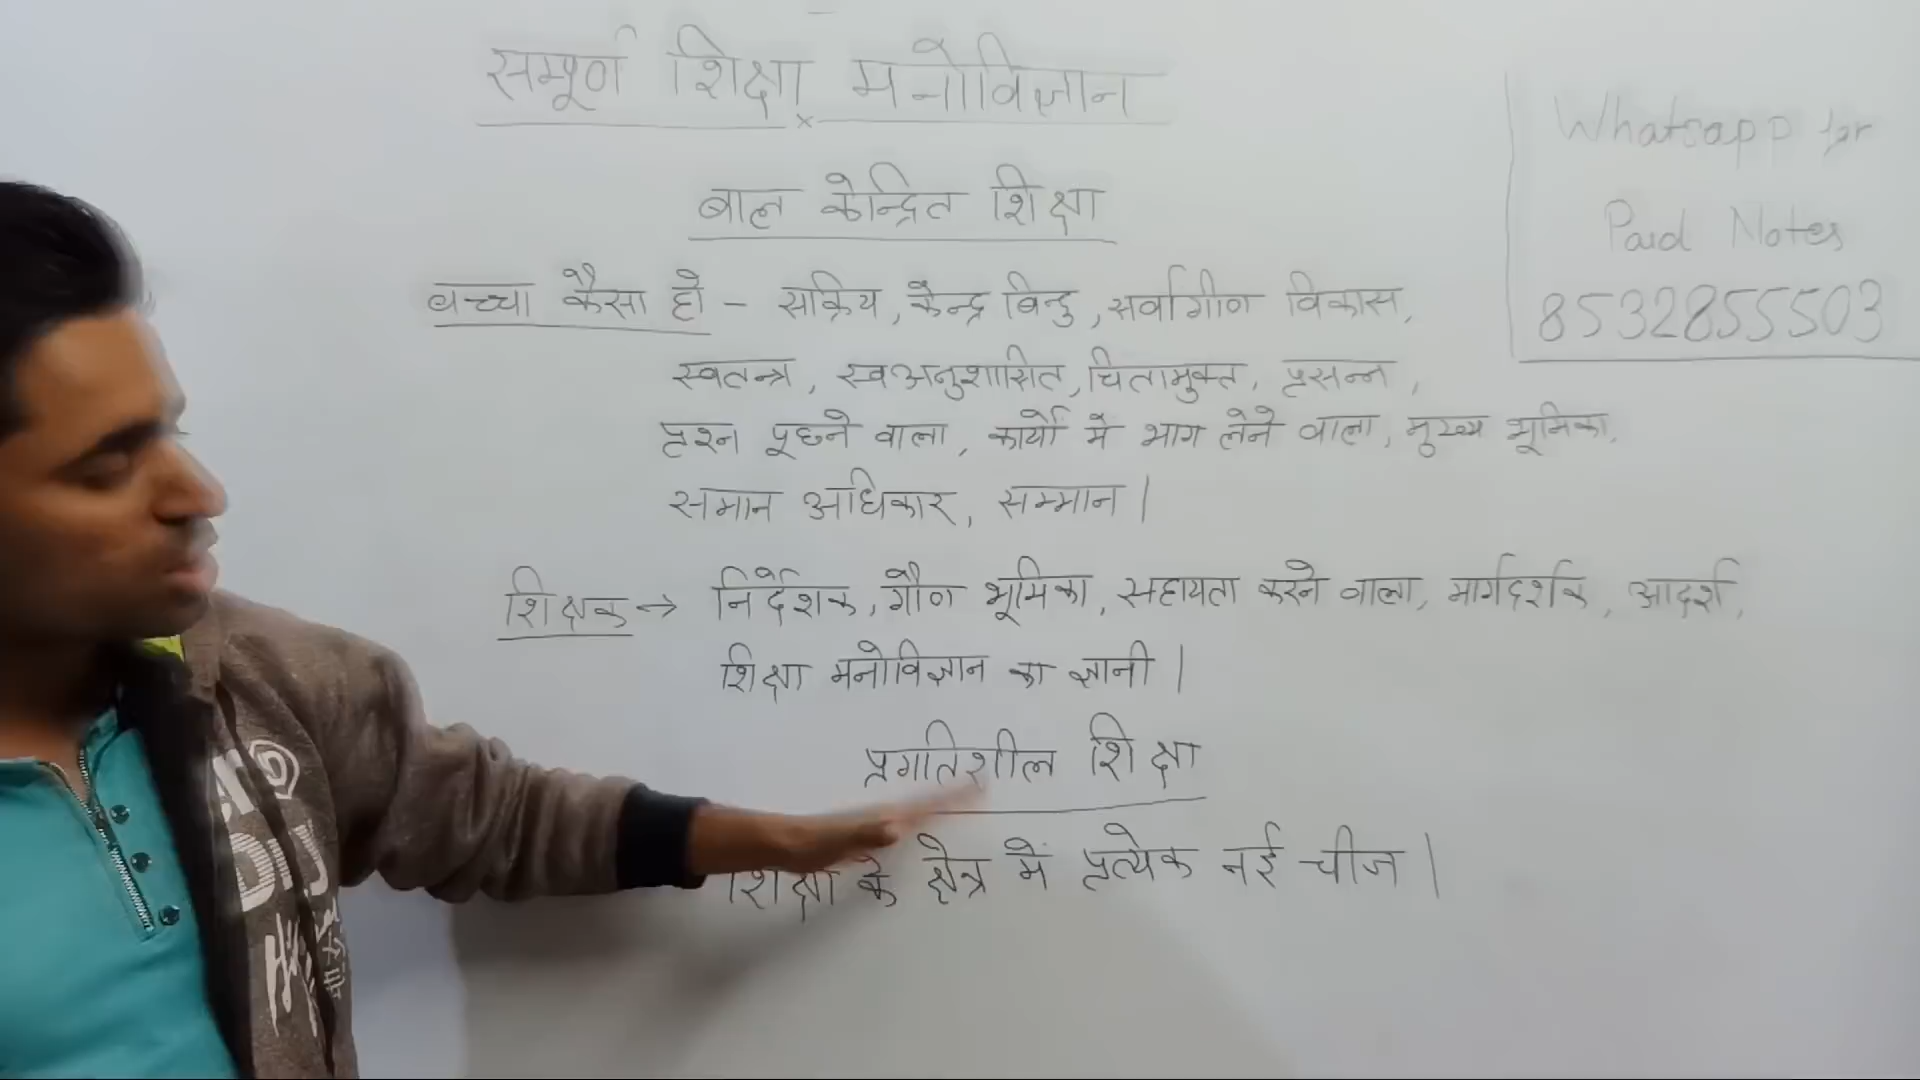 सम्पूर्ण शिक्षा मनोविज्ञान
बाल केन्द्रित शिक्षा
बच्चा कैसा हो - सक्रिय, केन्द्र बिन्दु, सर्वागीण विकास,
स्वतन्त्र, स्वअनुशासित, चितामुक्त, प्रसन्न,
प्रश्न पूछने वाला, कार्यों मे भाग लेने वाला, मुख्य भूमिका,
समान अधिकार, सम्मान।
शिक्षक → निर्देशक, गौण भूमिका, सहायता करने वाला, मार्गदर्शक, आदर्श,
शिक्षा मनोविज्ञान का ज्ञानी।
प्रगतिशील शिक्षा
शिक्षा के क्षेत्र में प्रत्येक नई चीज।
Whatsapp for
Paid Notes
8532855503